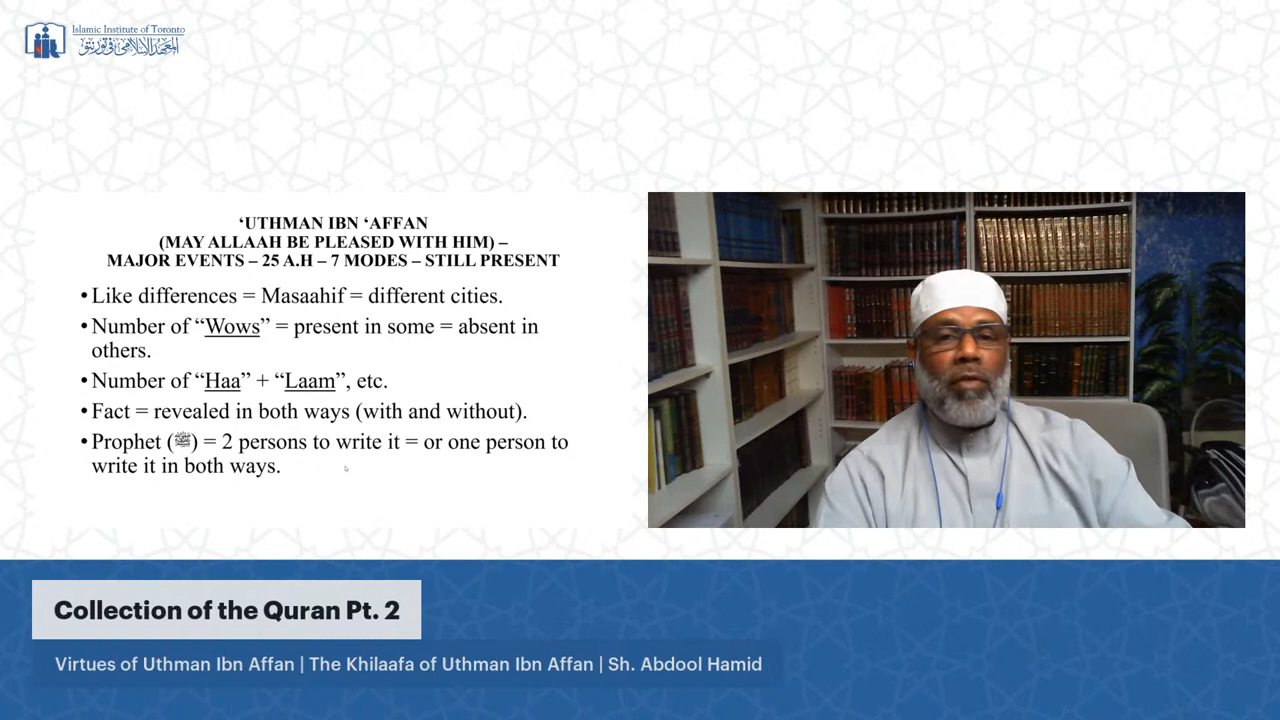 Islamic Institute of Toronto
المعهد الإسلامي في تورنتو
‘UTHMAN IBN ‘AFFAN
(MAY ALLAAH BE PLEASED WITH HIM) –
MAJOR EVENTS – 25 A.H – 7 MODES – STILL PRESENT
•Like differences = Masaahif = different cities.
•Number of “Wows” = present in some = absent in
others.
•Number of “Haa” + “Laam”, etc.
•Fact = revealed in both ways (with and without).
•Prophet (ﷺ) = 2 persons to write it = or one person to
write it in both ways.
Collection of the Quran Pt. 2
Virtues of Uthman Ibn Affan | The Khilaafa of Uthman Ibn Affan | Sh. Abdool Hamid